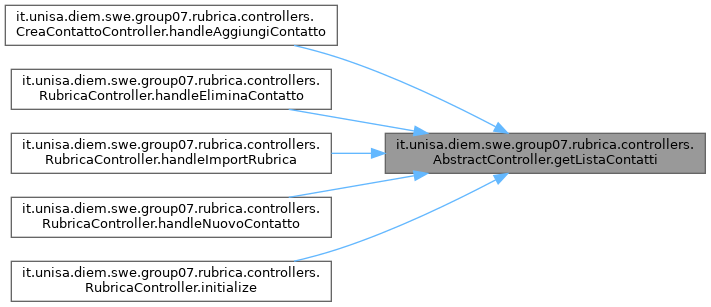 it.unisa.diem.swe.group07.rubrica.controllers.
CreaContattoController.handleAggiungiContatto
it.unisa.diem.swe.group07.rubrica.controllers.
RubricaController.handleEliminaContatto
it.unisa.diem.swe.group07.rubrica.controllers.
RubricaController.handleImportRubrica
it.unisa.diem.swe.group07.rubrica.controllers.
AbstractController.getListaContatti
it.unisa.diem.swe.group07.rubrica.controllers.
RubricaController.handleNuovoContatto
it.unisa.diem.swe.group07.rubrica.controllers.
RubricaController.initialize